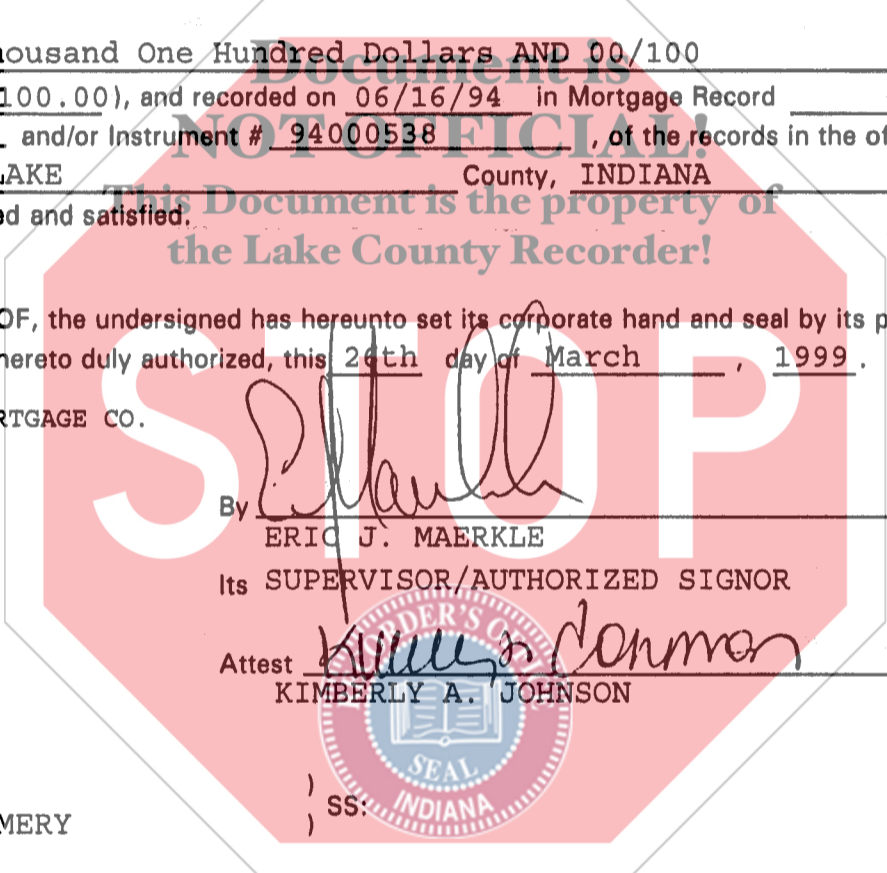 ousand One Hundred Dollars AND 00/100
100.00), and recorded on 06/16/94 in Mortgage Record
and/or Instrument # 94000538 , of the records in the of
LAKE County, INDIANA
ed and satisfied.
Document is
NOT OFFICIAL!
This Document is the property of
the Lake County Recorder!
OF, the undersigned has hereunto set its corporate hand and seal by its p
hereto duly authorized, this 26th day of March , 1999 .
RTGAGE CO.
STOP
By
ERIC J. MAERKLE
Its SUPERVISOR/AUTHORIZED SIGNOR
Attest
KIMBERLY A. JOHNSON
RECORDER'S OFFICE
SEAL
INDIANA
) SS:
)
MERY